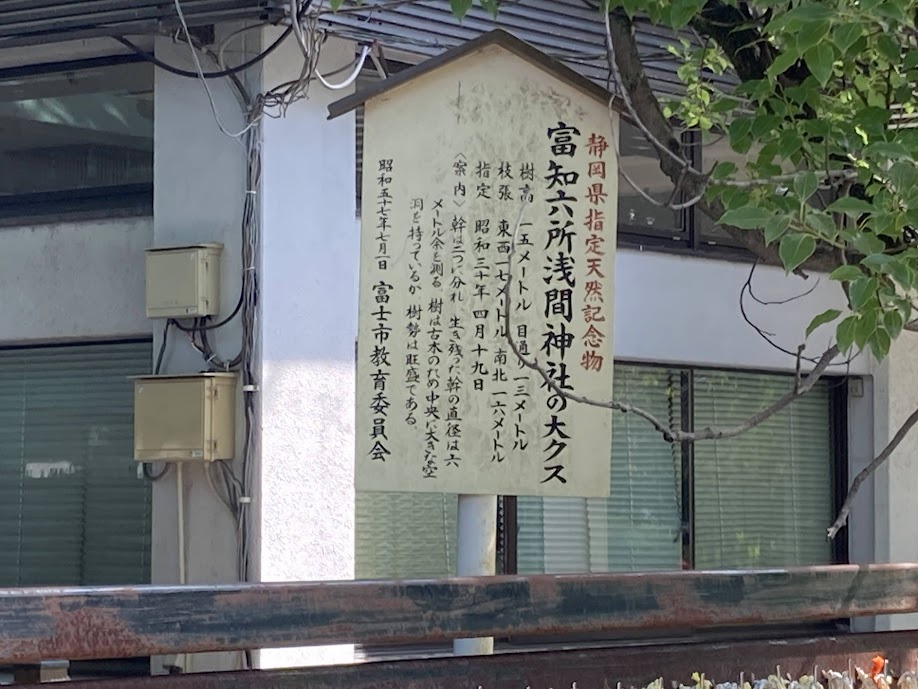 静岡県指定天然記念物
富知六所浅間神社の大クス
樹高 一五メートル 目通り 一三メートル
枝張 東西一七メートル 南北 一六メートル
指定 昭和三十年四月十九日
〈案内〉幹は二つに分れ 生き残った幹の直径は六
メートル余を測る 樹は古木のため中央に大きな空
洞を持っているが 樹勢は旺盛である。
昭和五十七年七月一日 富士市教育委員会